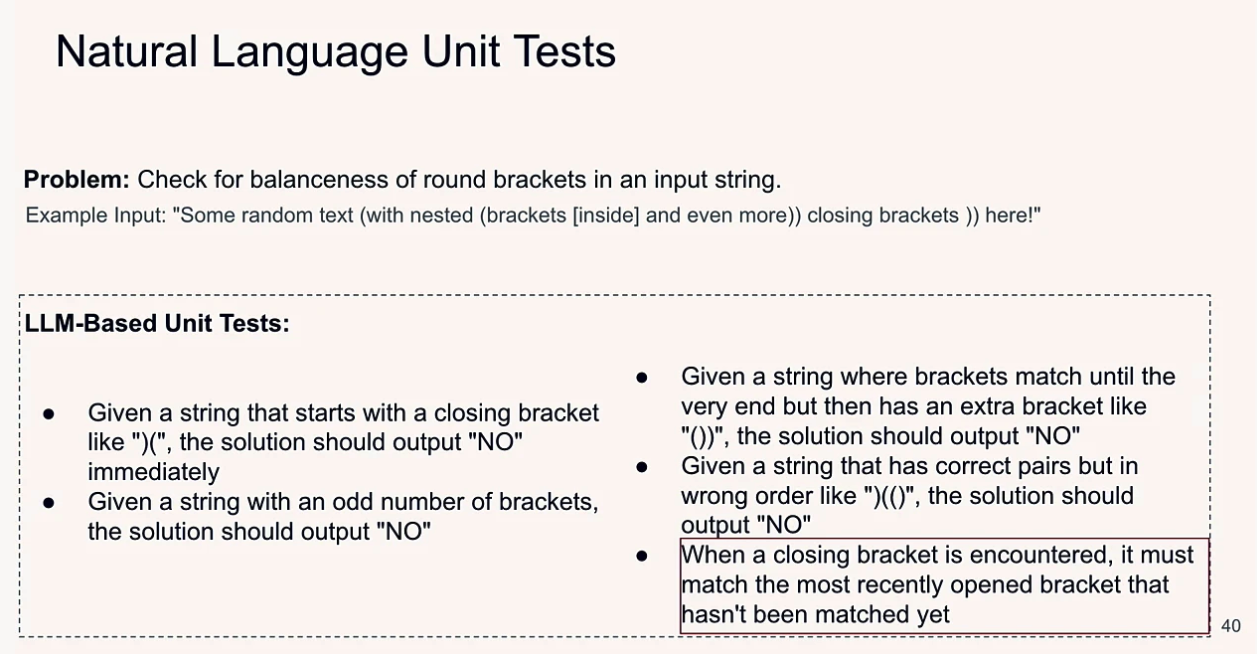 Natural Language Unit Tests
Problem: Check for balanceness of round brackets in an input string.
Example Input: "Some random text (with nested (brackets [inside] and even more)) closing brackets )) here!"
LLM-Based Unit Tests:
● Given a string that starts with a closing bracket
like ")(", the solution should output "NO"
immediately
● Given a string with an odd number of brackets,
the solution should output "NO"
● Given a string where brackets match until the
very end but then has an extra bracket like
"())", the solution should output "NO"
● Given a string that has correct pairs but in
wrong order like ")(()", the solution should
output "NO"
● When a closing bracket is encountered, it must
match the most recently opened bracket that
hasn't been matched yet
40